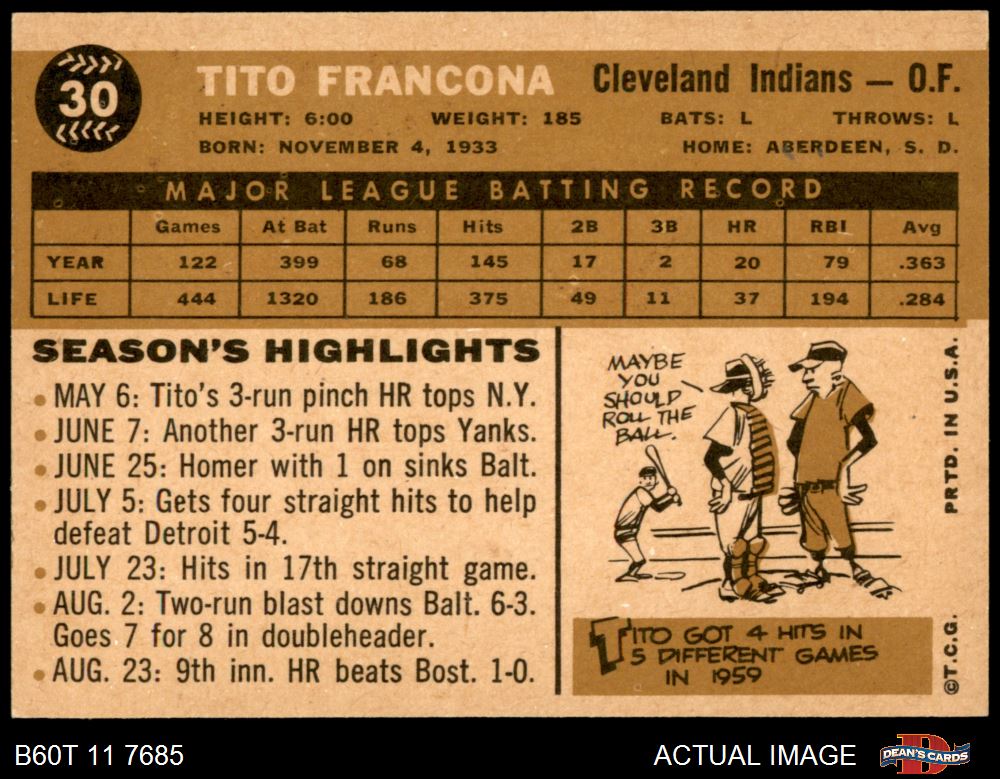 30
TITO FRANCONA Cleveland Indians — O.F.
HEIGHT: 6:00 WEIGHT: 185 BATS: L THROWS: L
BORN: NOVEMBER 4, 1933 HOME: ABERDEEN, S. D.
MAJOR LEAGUE BATTING RECORD
Games At Bat Runs Hits 2B 3B HR RBI Avg
YEAR 122 399 68 145 17 2 20 79 .363
LIFE 444 1320 186 375 49 11 37 194 .284
SEASON'S HIGHLIGHTS
• MAY 6: Tito's 3-run pinch HR tops N.Y.
• JUNE 7: Another 3-run HR tops Yanks.
• JUNE 25: Homer with 1 on sinks Balt.
• JULY 5: Gets four straight hits to help
defeat Detroit 5-4.
• JULY 23: Hits in 17th straight game.
• AUG. 2: Two-run blast downs Balt. 6-3.
Goes 7 for 8 in doubleheader.
• AUG. 23: 9th inn. HR beats Bost. 1-0.
MAYBE
YOU
SHOULD
ROLL THE
BALL.
TITO GOT 4 HITS IN
5 DIFFERENT GAMES
IN 1959
©T.C.G. PRTD. IN U.S.A.
B60T 11 7685 ACTUAL IMAGE DEAN'S CARDS